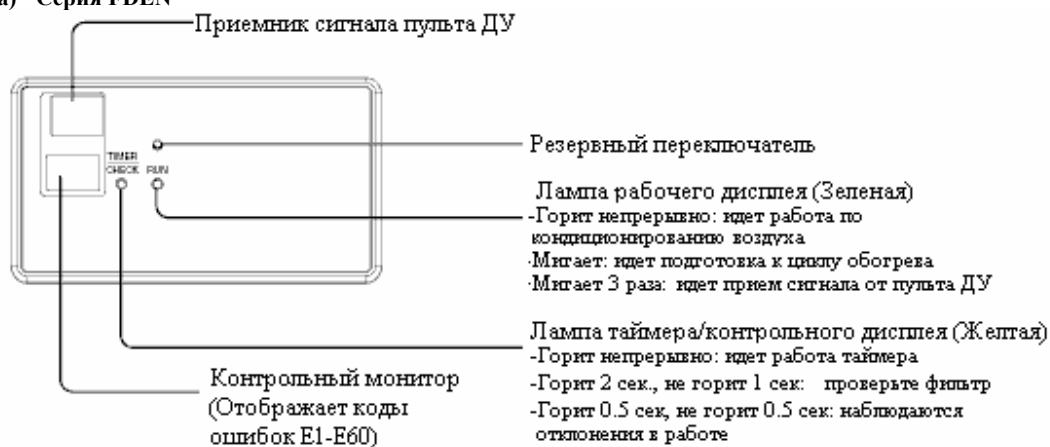 а) Серия FDEN
Приемник сигнала пульта ДУ
TIMER
CHECK RUN
Резервный переключатель
Лампа рабочего дисплея (Зеленая)
-Горит непрерывно: идет работа по
кондиционированию воздуха
-Мигает: идет подготовка к циклу обогрева
-Мигает 3 раза: идет прием сигнала от пульта ДУ
Лампа таймера/контрольного дисплея (Желтая)
-Горит непрерывно: идет работа таймера
-Горит 2 сек., не горит 1 сек: проверьте фильтр
-Горит 0.5 сек, не горит 0.5 сек: наблюдаются
отклонения в работе
Контрольный монитор
(Отображает коды
ошибок E1-E60)